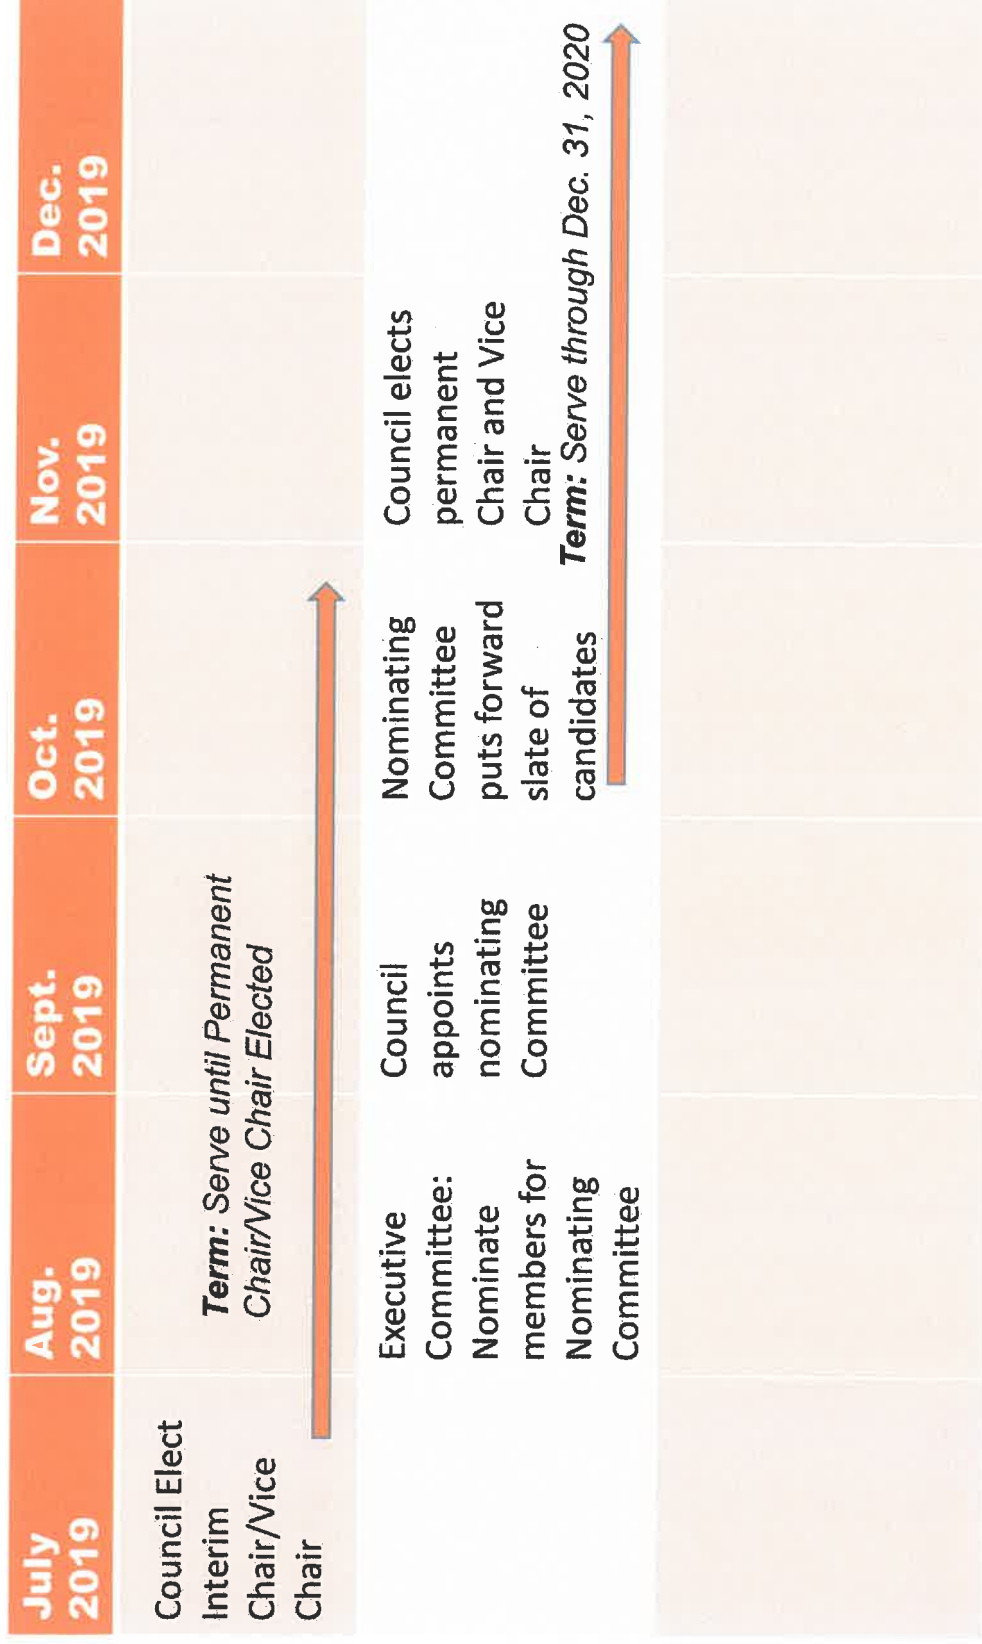 July
2019
Aug.
2019
Sept.
2019
Oct.
2019
Nov.
2019
Dec.
2019
Council Elect
Interim
Chair/Vice
Chair
Term: Serve until Permanent
Chair/Vice Chair Elected
Executive
Committee:
Nominate
members for
Nominating
Committee
Council
appoints
nominating
Committee
Nominating
Committee
puts forward
slate of
candidates
Council elects
permanent
Chair and Vice
Chair
Term: Serve through Dec. 31, 2020